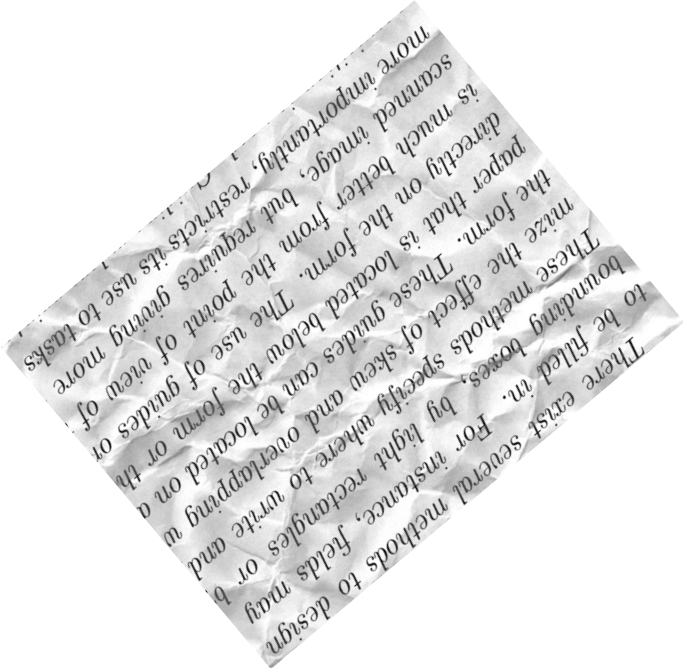 There exist several methods to design
to be filled in. For instance, fields may
bounding boxes, by light rectangles or b
These methods specify where to write and
mize the effect of skew and overlapping w
the form. These guides can be located on a
paper that is located below the form or th
directly on the form. The use of guides or
is much better from the point of view of
scanned image, but requires giving more
more importantly, restricts its use to tasks